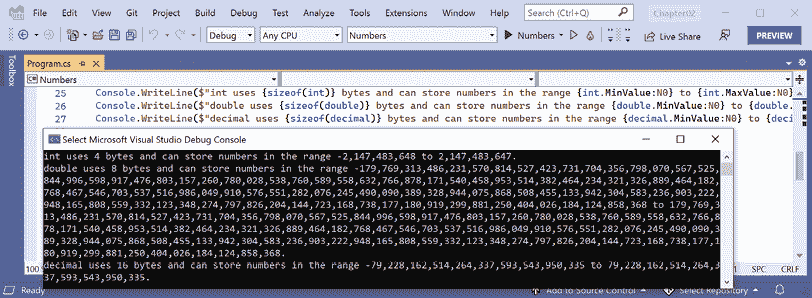 File Edit View Git Project Build Debug Test Analyze Tools Extensions Window Help Search (Ctrl+Q) Chapter02
Debug Any CPU Numbers Numbers Live Share PREVIEW
Toolbox
Program.cs
C# Numbers
25 Console.WriteLine($"int uses {sizeof(int)} bytes and can store numbers in the range {int.MinValue:N0} to {int.MaxValue:N0}
26 Console.WriteLine($"double uses {sizeof(double)} bytes and can store numbers in the range {double.MinValue:N0} to {double.
27 Console.WriteLine($"decimal uses {sizeof(decimal)} bytes and can store numbers in the range {decimal.MinValue:N0} to {deci
Select Microsoft Visual Studio Debug Console
int uses 4 bytes and can store numbers in the range -2,147,483,648 to 2,147,483,647.
double uses 8 bytes and can store numbers in the range -179,769,313,486,231,570,814,527,423,731,704,356,798,070,567,525,
844,996,598,917,476,803,157,260,780,028,538,760,589,558,632,766,878,171,540,458,953,514,382,464,234,321,326,889,464,182,
768,467,546,703,537,516,986,049,910,576,551,282,076,245,490,090,389,328,944,075,868,508,455,133,942,304,583,236,903,222,
948,165,808,559,332,123,348,274,797,826,204,144,723,168,738,177,180,919,299,881,250,404,026,184,124,858,368 to 179,769,3
13,486,231,570,814,527,423,731,704,356,798,070,567,525,844,996,598,917,476,803,157,260,780,028,538,760,589,558,632,766,8
78,171,540,458,953,514,382,464,234,321,326,889,464,182,768,467,546,703,537,516,986,049,910,576,551,282,076,245,490,090,3
89,328,944,075,868,508,455,133,942,304,583,236,903,222,948,165,808,559,332,123,348,274,797,826,204,144,723,168,738,177,1
80,919,299,881,250,404,026,184,124,858,368.
decimal uses 16 bytes and can store numbers in the range -79,228,162,514,264,337,593,543,950,335 to 79,228,162,514,264,3
37,593,543,950,335.
100 SPC CRLF
Ready Add to Source Control Select Repository